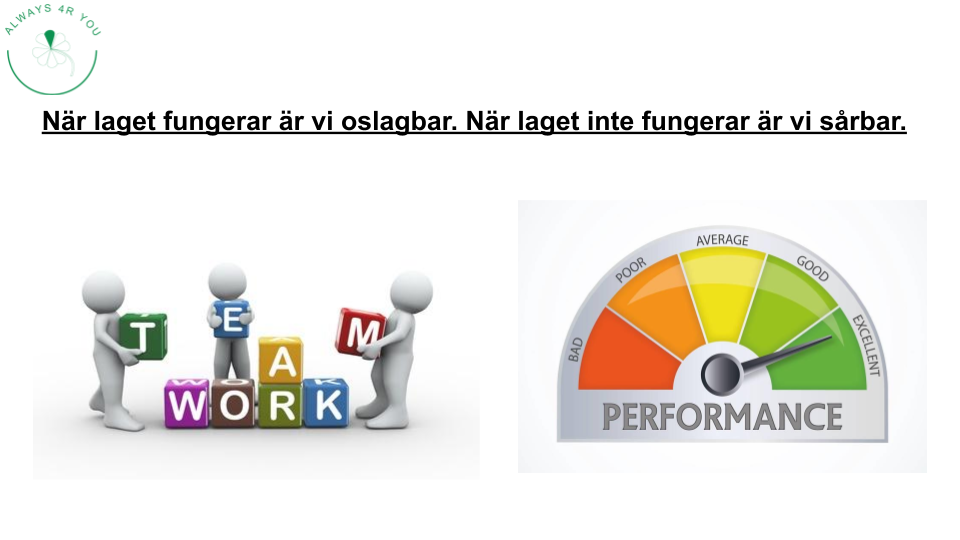 ALWAYS 4R YOU
När laget fungerar är vi oslagbar. När laget inte fungerar är vi sårbar.
T E A M
WORK
BAD
POOR
AVERAGE
GOOD
EXCELLENT
PERFORMANCE